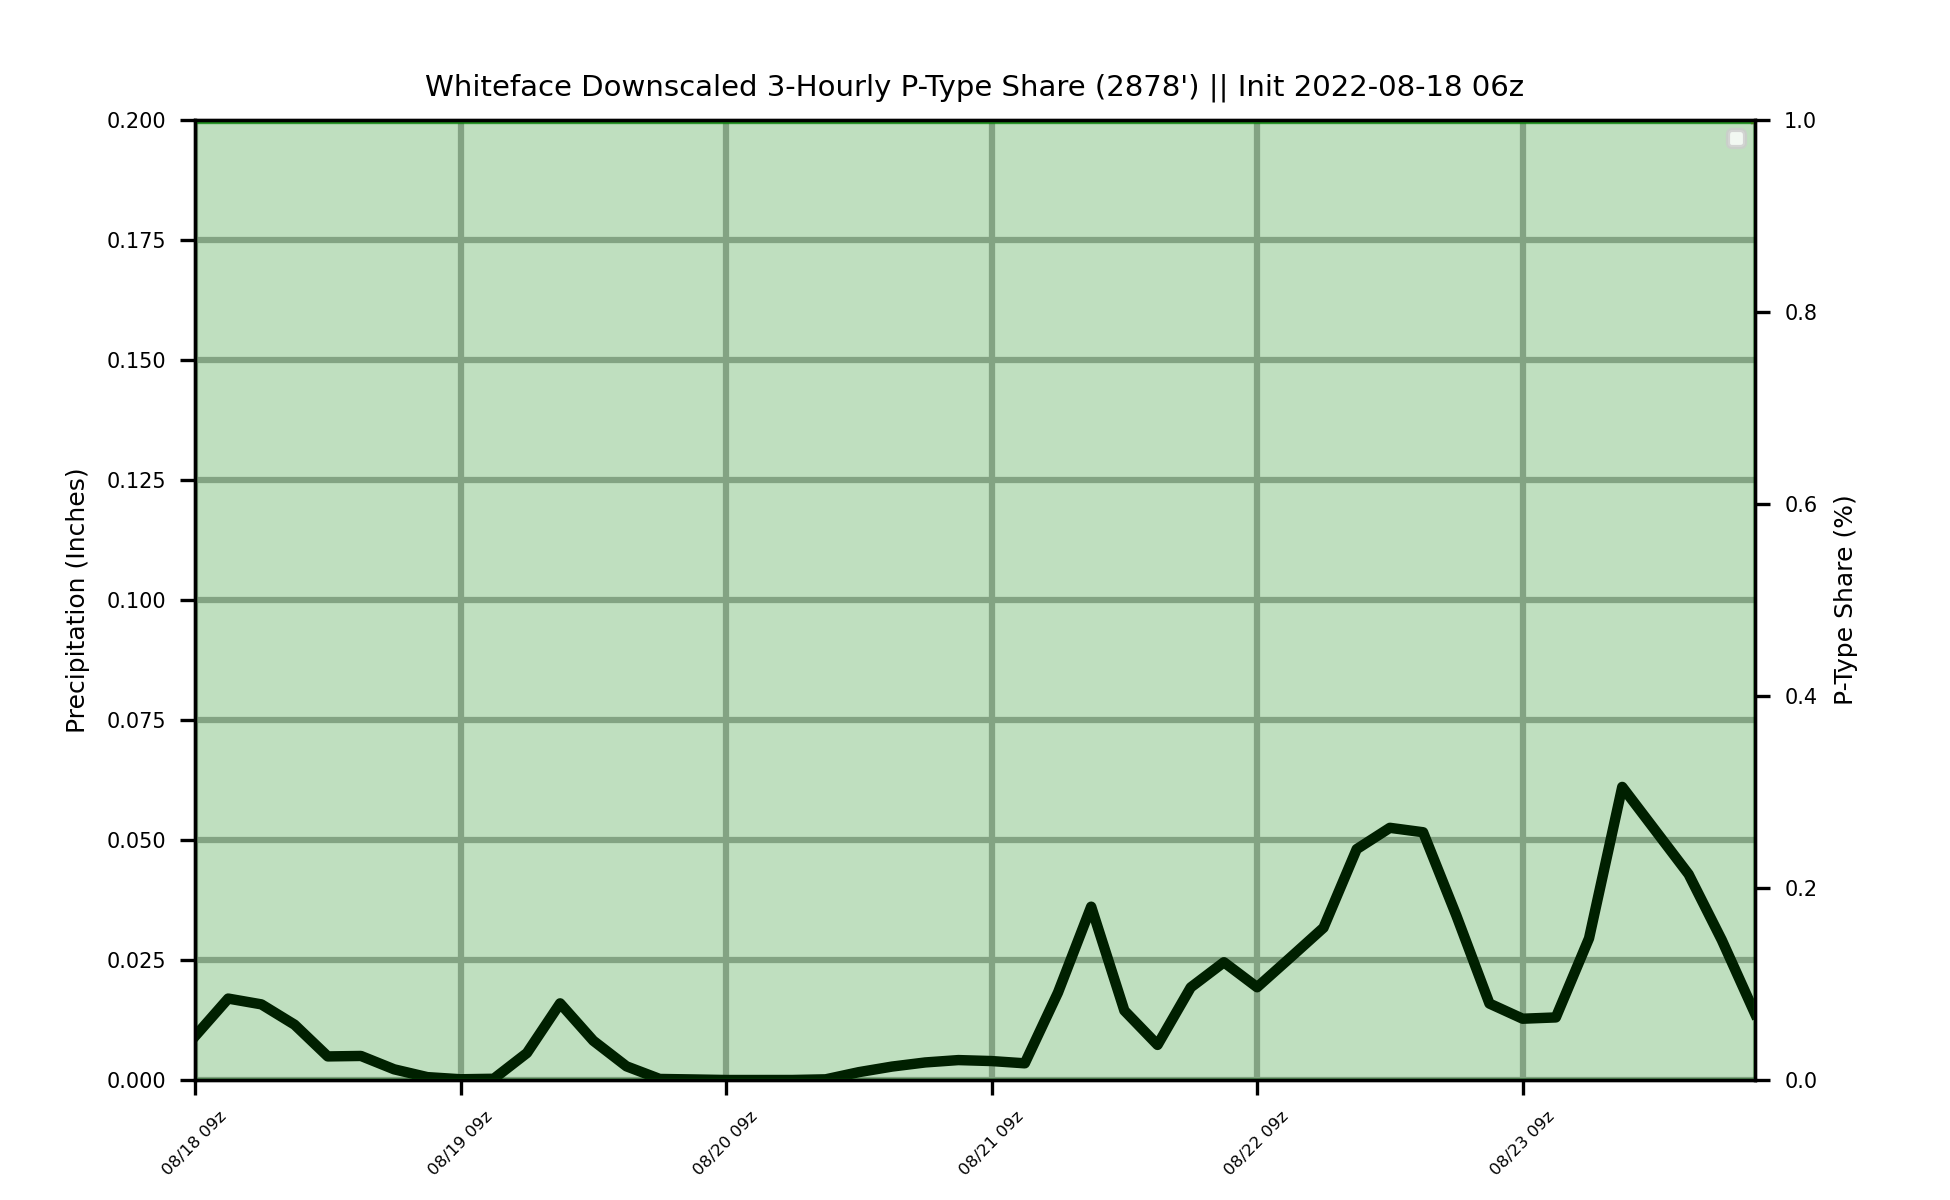 Whiteface Downscaled 3-Hourly P-Type Share (2878') || Init 2022-08-18 06z
Precipitation (Inches)
0.200
0.175
0.150
0.125
0.100
0.075
0.050
0.025
0.000
1.0
0.8
0.6
0.4
0.2
0.0
P-Type Share (%)
08/18 09z
08/19 09z
08/20 09z
08/21 09z
08/22 09z
08/23 09z